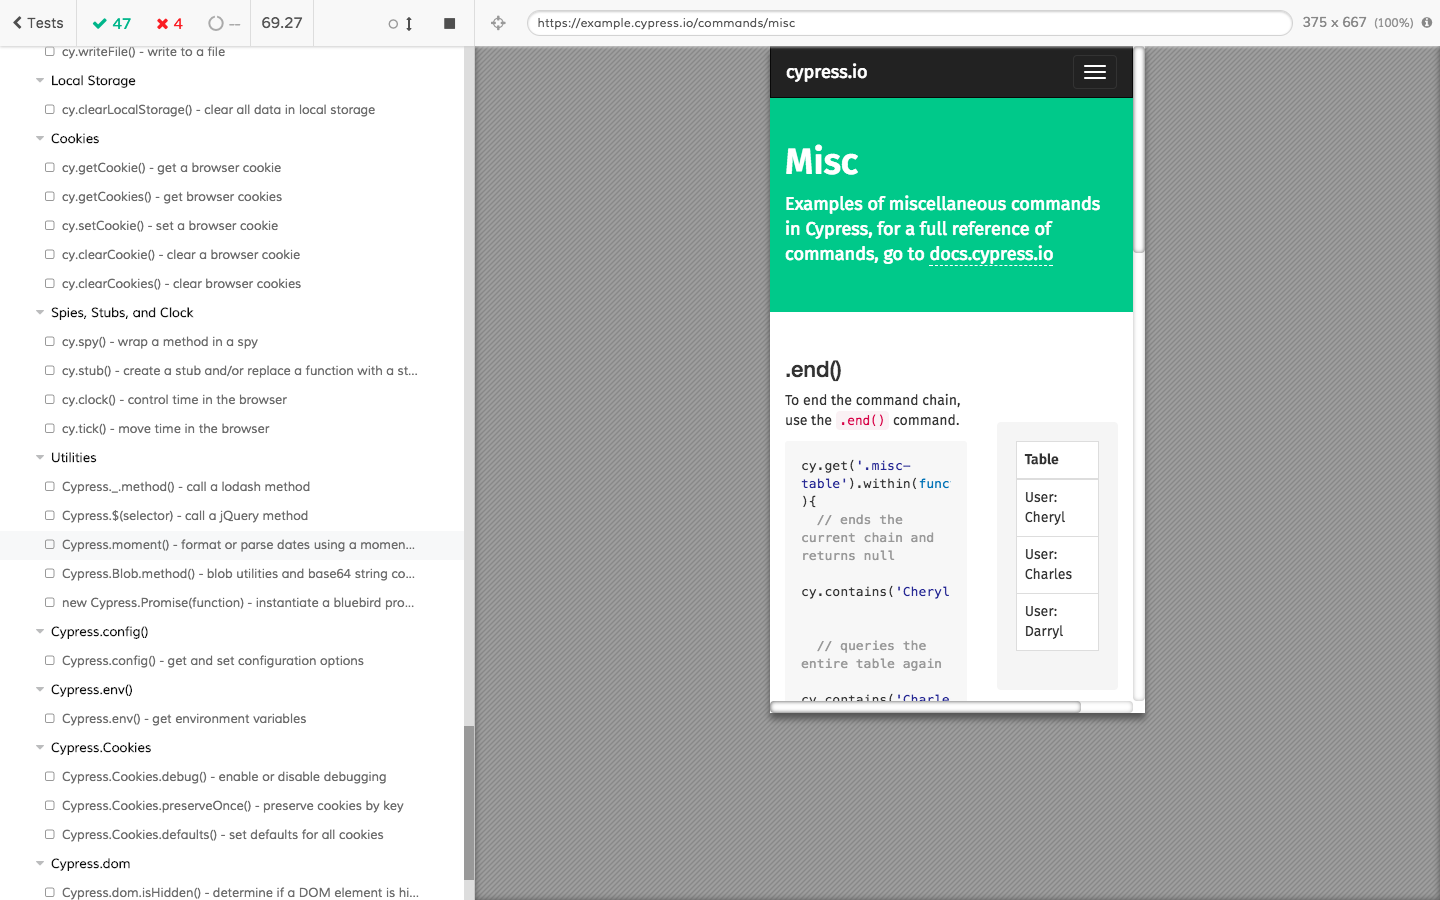 Tests
47
4
--
69.27
https://example.cypress.io/commands/misc
375 x 667 (100%)
cy.writeFile() - write to a file
Local Storage
cy.clearLocalStorage() - clear all data in local storage
Cookies
cy.getCookie() - get a browser cookie
cy.getCookies() - get browser cookies
cy.setCookie() - set a browser cookie
cy.clearCookie() - clear a browser cookie
cy.clearCookies() - clear browser cookies
Spies, Stubs, and Clock
cy.spy() - wrap a method in a spy
cy.stub() - create a stub and/or replace a function with a st...
cy.clock() - control time in the browser
cy.tick() - move time in the browser
Utilities
Cypress._.method() - call a lodash method
Cypress.$(selector) - call a jQuery method
Cypress.moment() - format or parse dates using a momen...
Cypress.Blob.method() - blob utilities and base64 string co...
new Cypress.Promise(function) - instantiate a bluebird pro...
Cypress.config()
Cypress.config() - get and set configuration options
Cypress.env()
Cypress.env() - get environment variables
Cypress.Cookies
Cypress.Cookies.debug() - enable or disable debugging
Cypress.Cookies.preserveOnce() - preserve cookies by key
Cypress.Cookies.defaults() - set defaults for all cookies
Cypress.dom
Cypress.dom.isHidden() - determine if a DOM element is hi...
cypress.io
Misc
Examples of miscellaneous commands
in Cypress, for a full reference of
commands, go to docs.cypress.io
.end()
To end the command chain,
use the .end() command.
cy.get('.misc-
table').within(func
){
// ends the
current chain and
returns null
cy.contains('Cheryl
// queries the
entire table again
cy.contains('Charle
Table
User:
Cheryl
User:
Charles
User:
Darryl